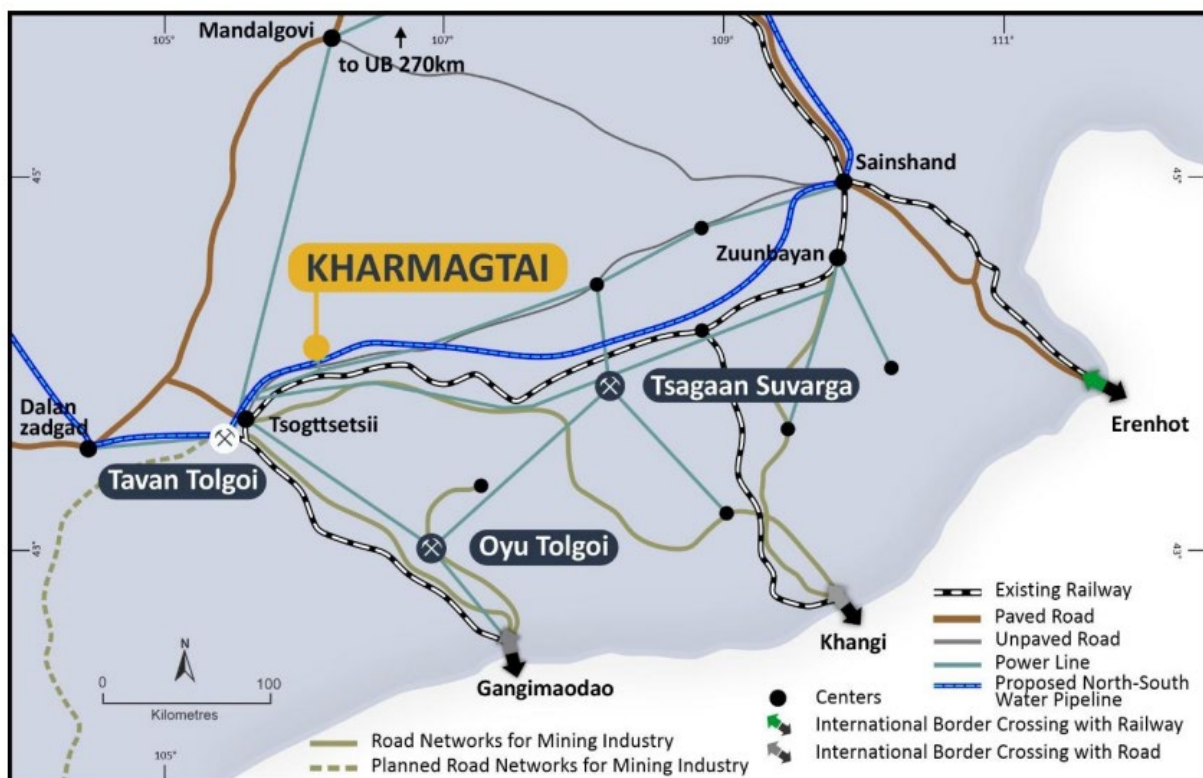 105°
107°
109°
111°
Mandalgovi
to UB 270km
45°
Sainshand
45°
Zuunbayan
KHARMAGTAI
Tsagaan Suvarga
Erenhot
Dalan
zadgad
Tsogttsetsii
Tavan Tolgoi
Oyu Tolgoi
43°
43°
Khangi
Gangimaodao
N
0 100
Kilometres
105°
Existing Railway
Paved Road
Unpaved Road
Power Line
Proposed North-South
Water Pipeline
Centers
International Border Crossing with Railway
International Border Crossing with Road
Road Networks for Mining Industry
Planned Road Networks for Mining Industry